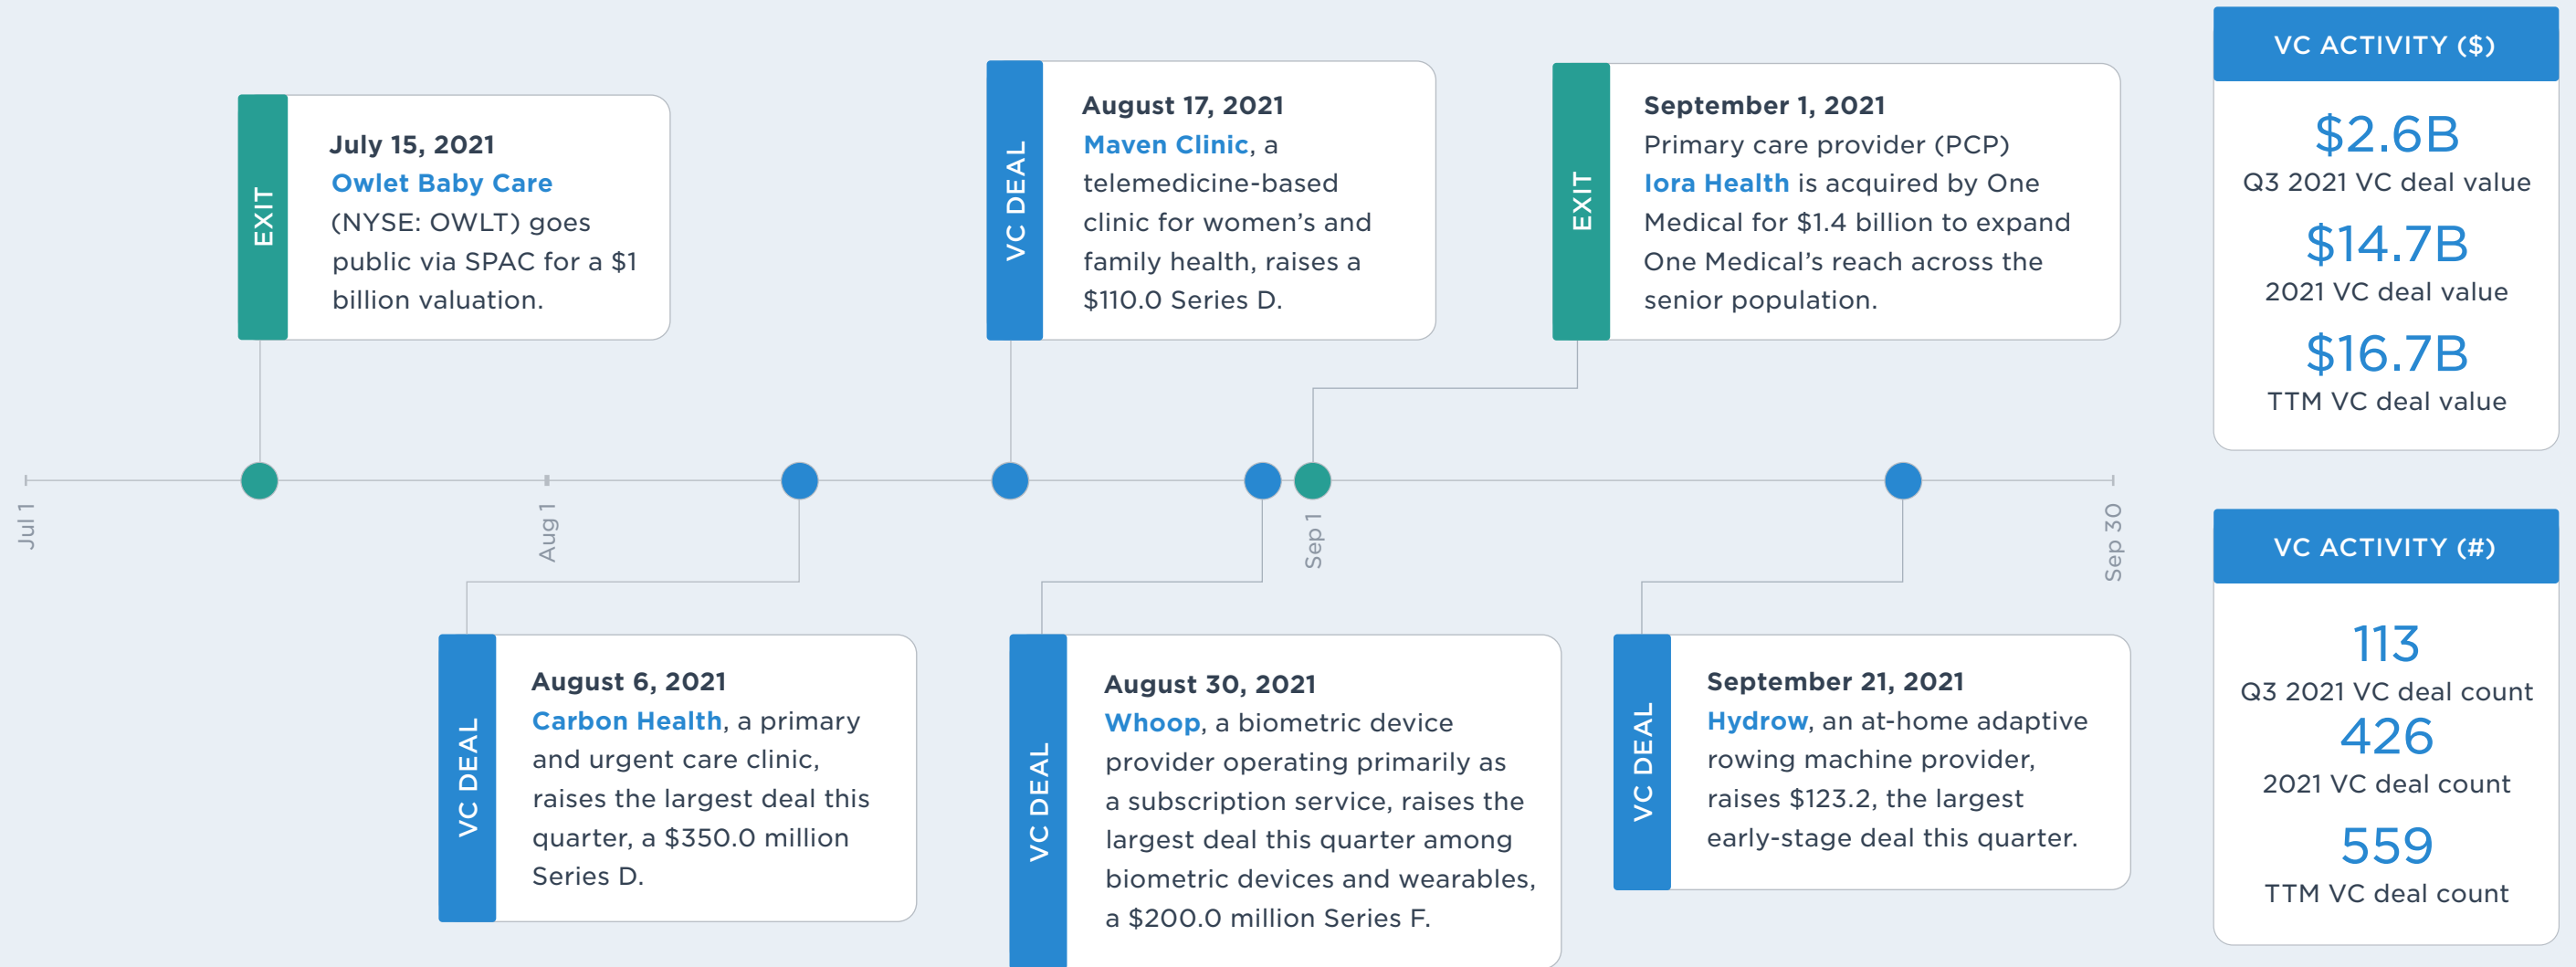 EXIT
July 15, 2021
Owlet Baby Care
(NYSE: OWLT) goes
public via SPAC for a $1
billion valuation.
VC DEAL
August 17, 2021
Maven Clinic, a
telemedicine-based
clinic for women’s and
family health, raises a
$110.0 Series D.
EXIT
September 1, 2021
Primary care provider (PCP)
Iora Health is acquired by One
Medical for $1.4 billion to expand
One Medical’s reach across the
senior population.
Jul 1
Aug 1
Sep 1
Sep 30
VC DEAL
August 6, 2021
Carbon Health, a primary
and urgent care clinic,
raises the largest deal this
quarter, a $350.0 million
Series D.
VC DEAL
August 30, 2021
Whoop, a biometric device
provider operating primarily as
a subscription service, raises the
largest deal this quarter among
biometric devices and wearables,
a $200.0 million Series F.
VC DEAL
September 21, 2021
Hydrow, an at-home adaptive
rowing machine provider,
raises $123.2, the largest
early-stage deal this quarter.
VC ACTIVITY ($)
$2.6B
Q3 2021 VC deal value
$14.7B
2021 VC deal value
$16.7B
TTM VC deal value
VC ACTIVITY (#)
113
Q3 2021 VC deal count
426
2021 VC deal count
559
TTM VC deal count